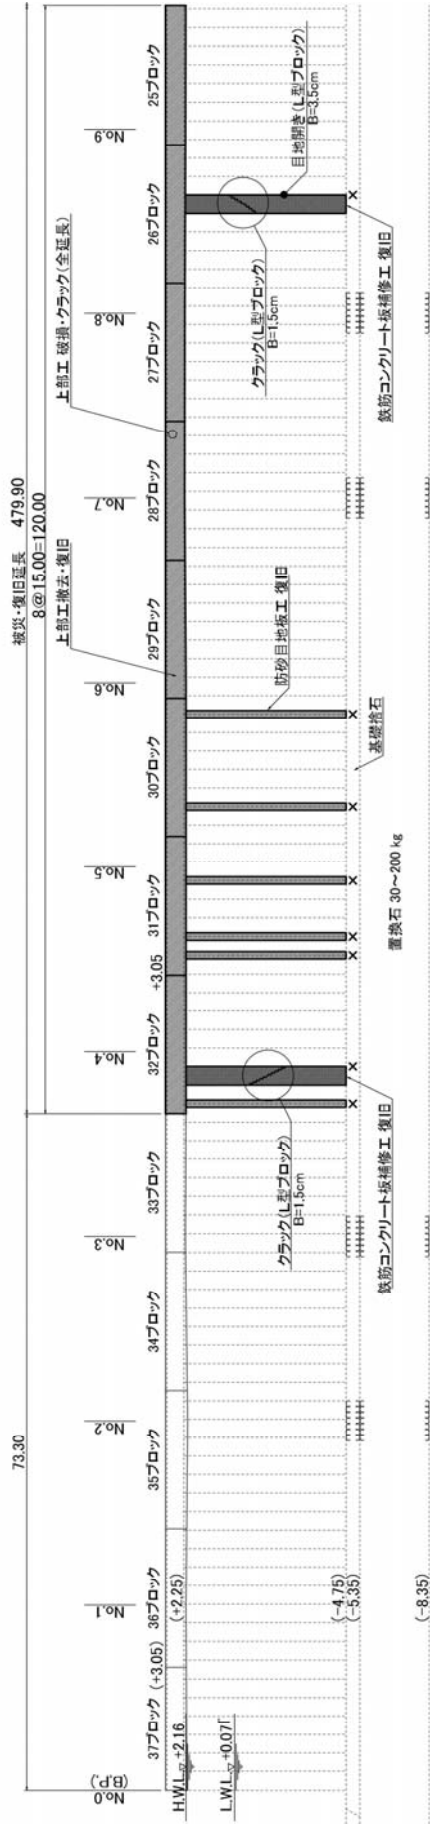 被災・復旧延長 479.90
73.30
8@15.00=120.00
上部工 破損・クラック(全延長)
上部工撤去・復旧
No.0
(B.P.)
No.1
No.2
No.3
No.4
No.5
No.6
No.7
No.8
No.9
37ブロック
(+3.05)
36ブロック
35ブロック
34ブロック
33ブロック
32ブロック
+3.05
31ブロック
30ブロック
29ブロック
28ブロック
27ブロック
26ブロック
25ブロック
(+2.25)
H.W.L. +2.16
L.W.L. +0.07
クラック(L型ブロック)
B=1.5cm
クラック(L型ブロック)
B=1.5cm
目地開き(L型ブロック)
B=3.5cm
防砂目地板工 復旧
(-4.75)
(-5.35)
鉄筋コンクリート板補修工 復旧
基礎捨石
鉄筋コンクリート板補修工 復旧
置換石 30～200 kg
(-8.35)